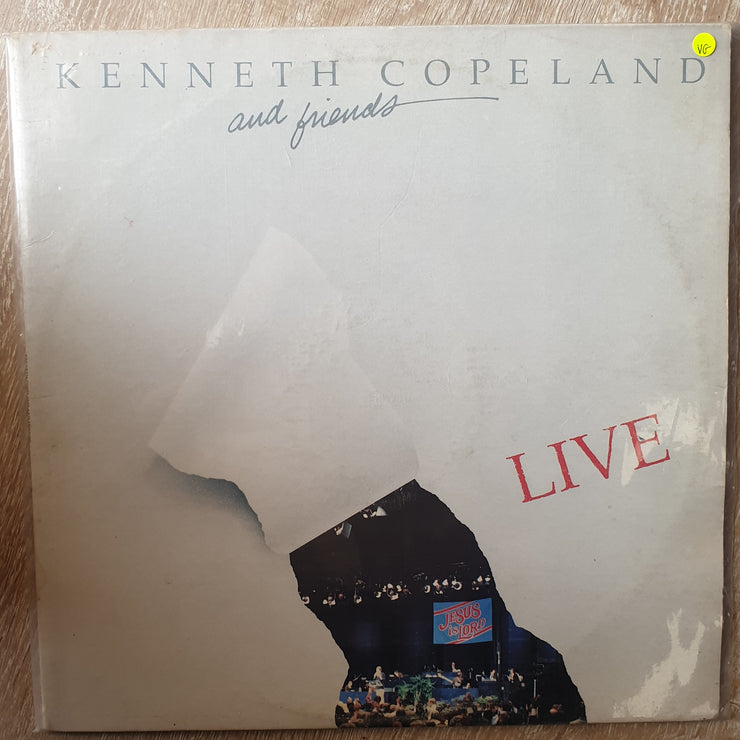 VG
KENNETH COPELAND
and friends
LIVE
JESUS
is LORD